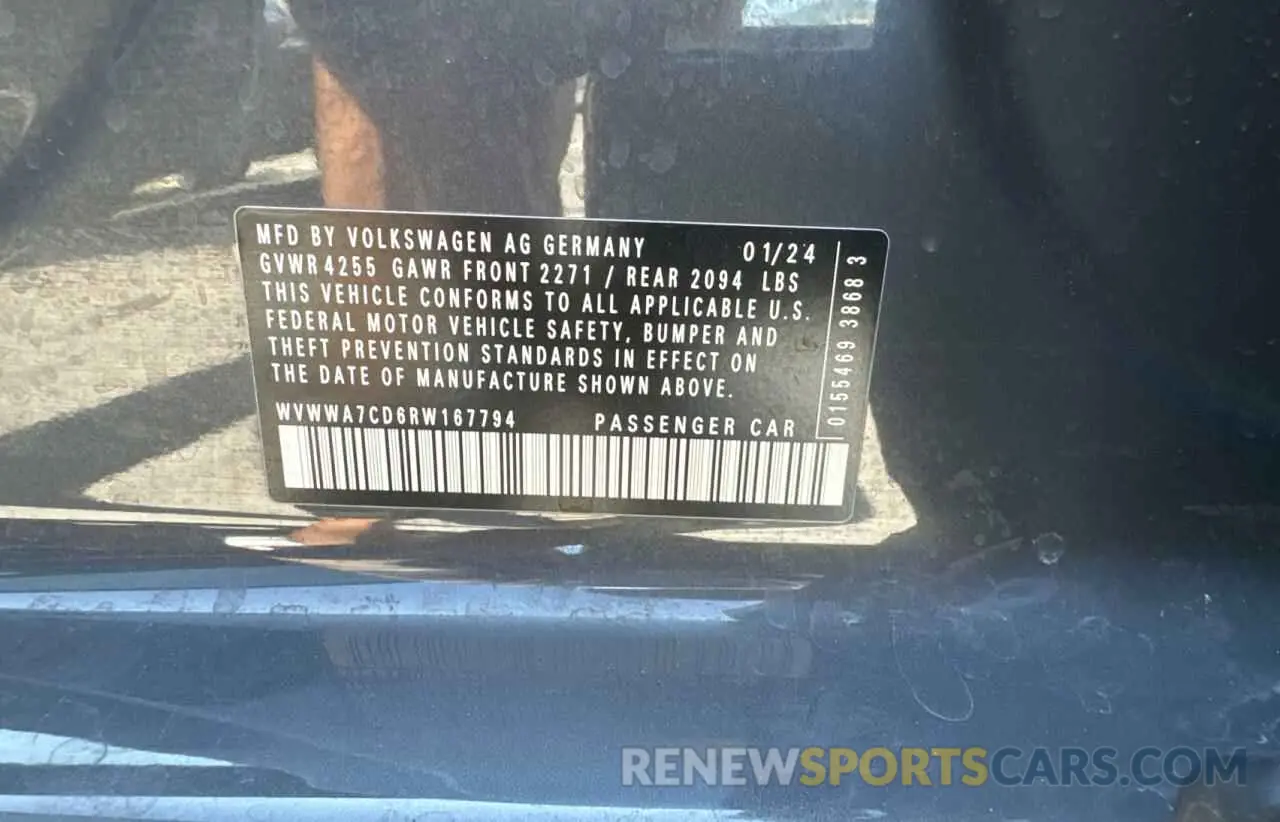 MFD BY VOLKSWAGEN AG GERMANY 01/24
GVWR 4255 GAWR FRONT 2271 / REAR 2094 LBS
THIS VEHICLE CONFORMS TO ALL APPLICABLE U.S.
FEDERAL MOTOR VEHICLE SAFETY, BUMPER AND
THEFT PREVENTION STANDARDS IN EFFECT ON
THE DATE OF MANUFACTURE SHOWN ABOVE.
WVWWA7CD6RW167794 PASSENGER CAR
0155469 3868 3
RENEWSPORTSCARS.COM